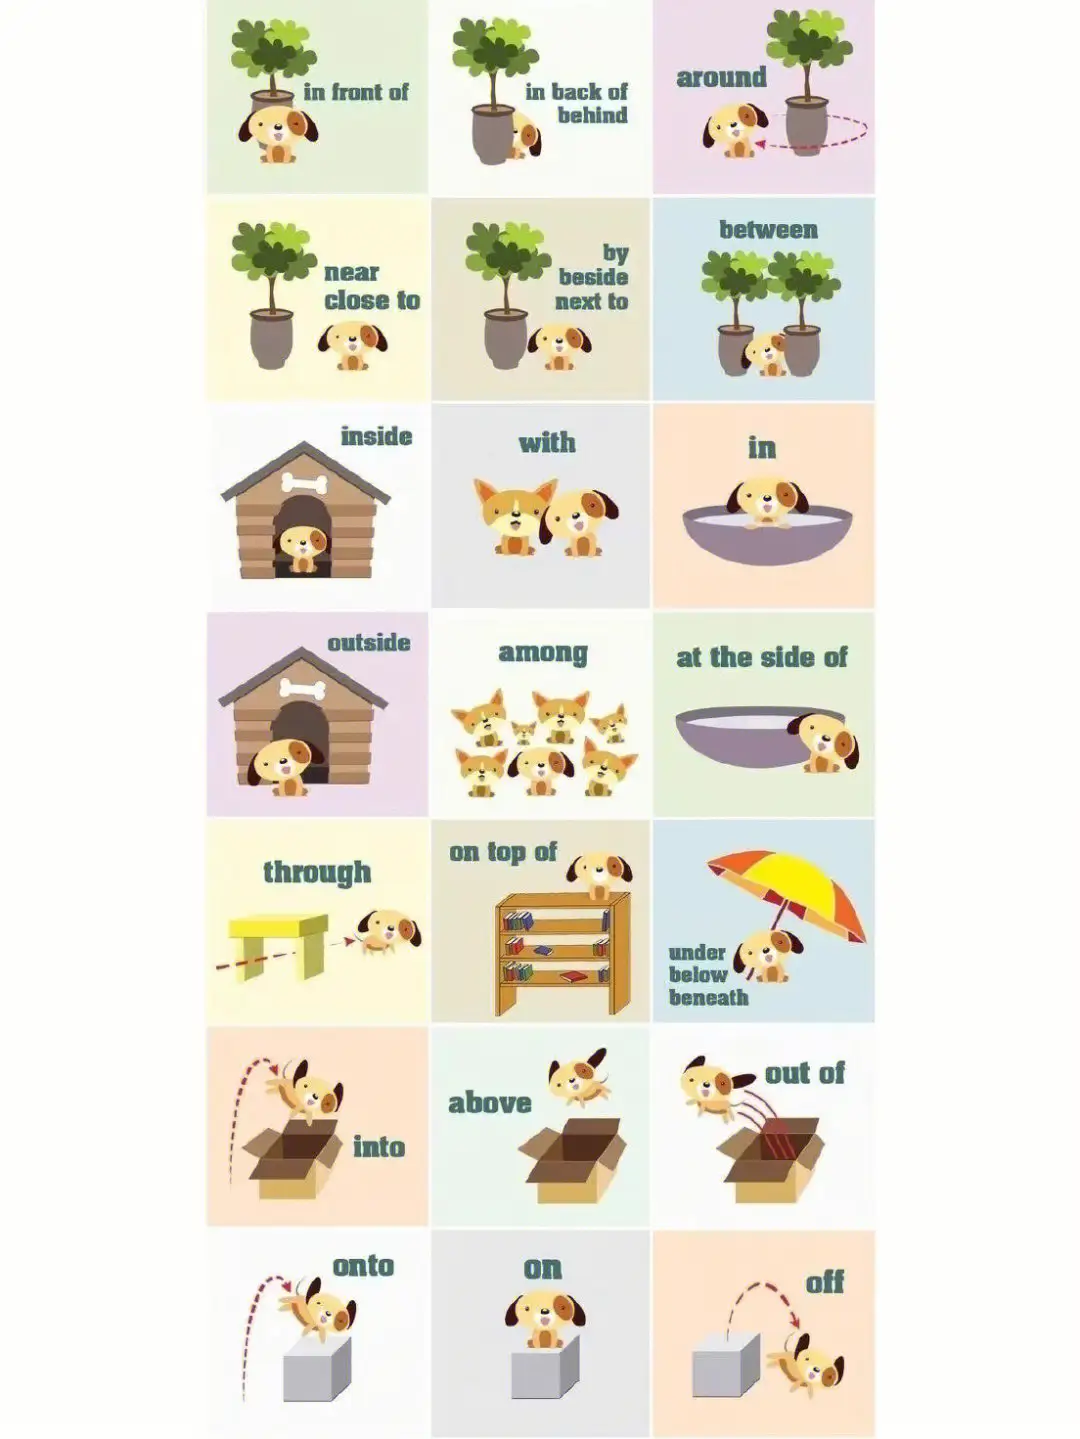 in front of
in back of
behind
around
near
close to
by
beside
next to
between
inside
with
in
outside
among
at the side of
through
on top of
under
below
beneath
into
above
out of
onto
on
off